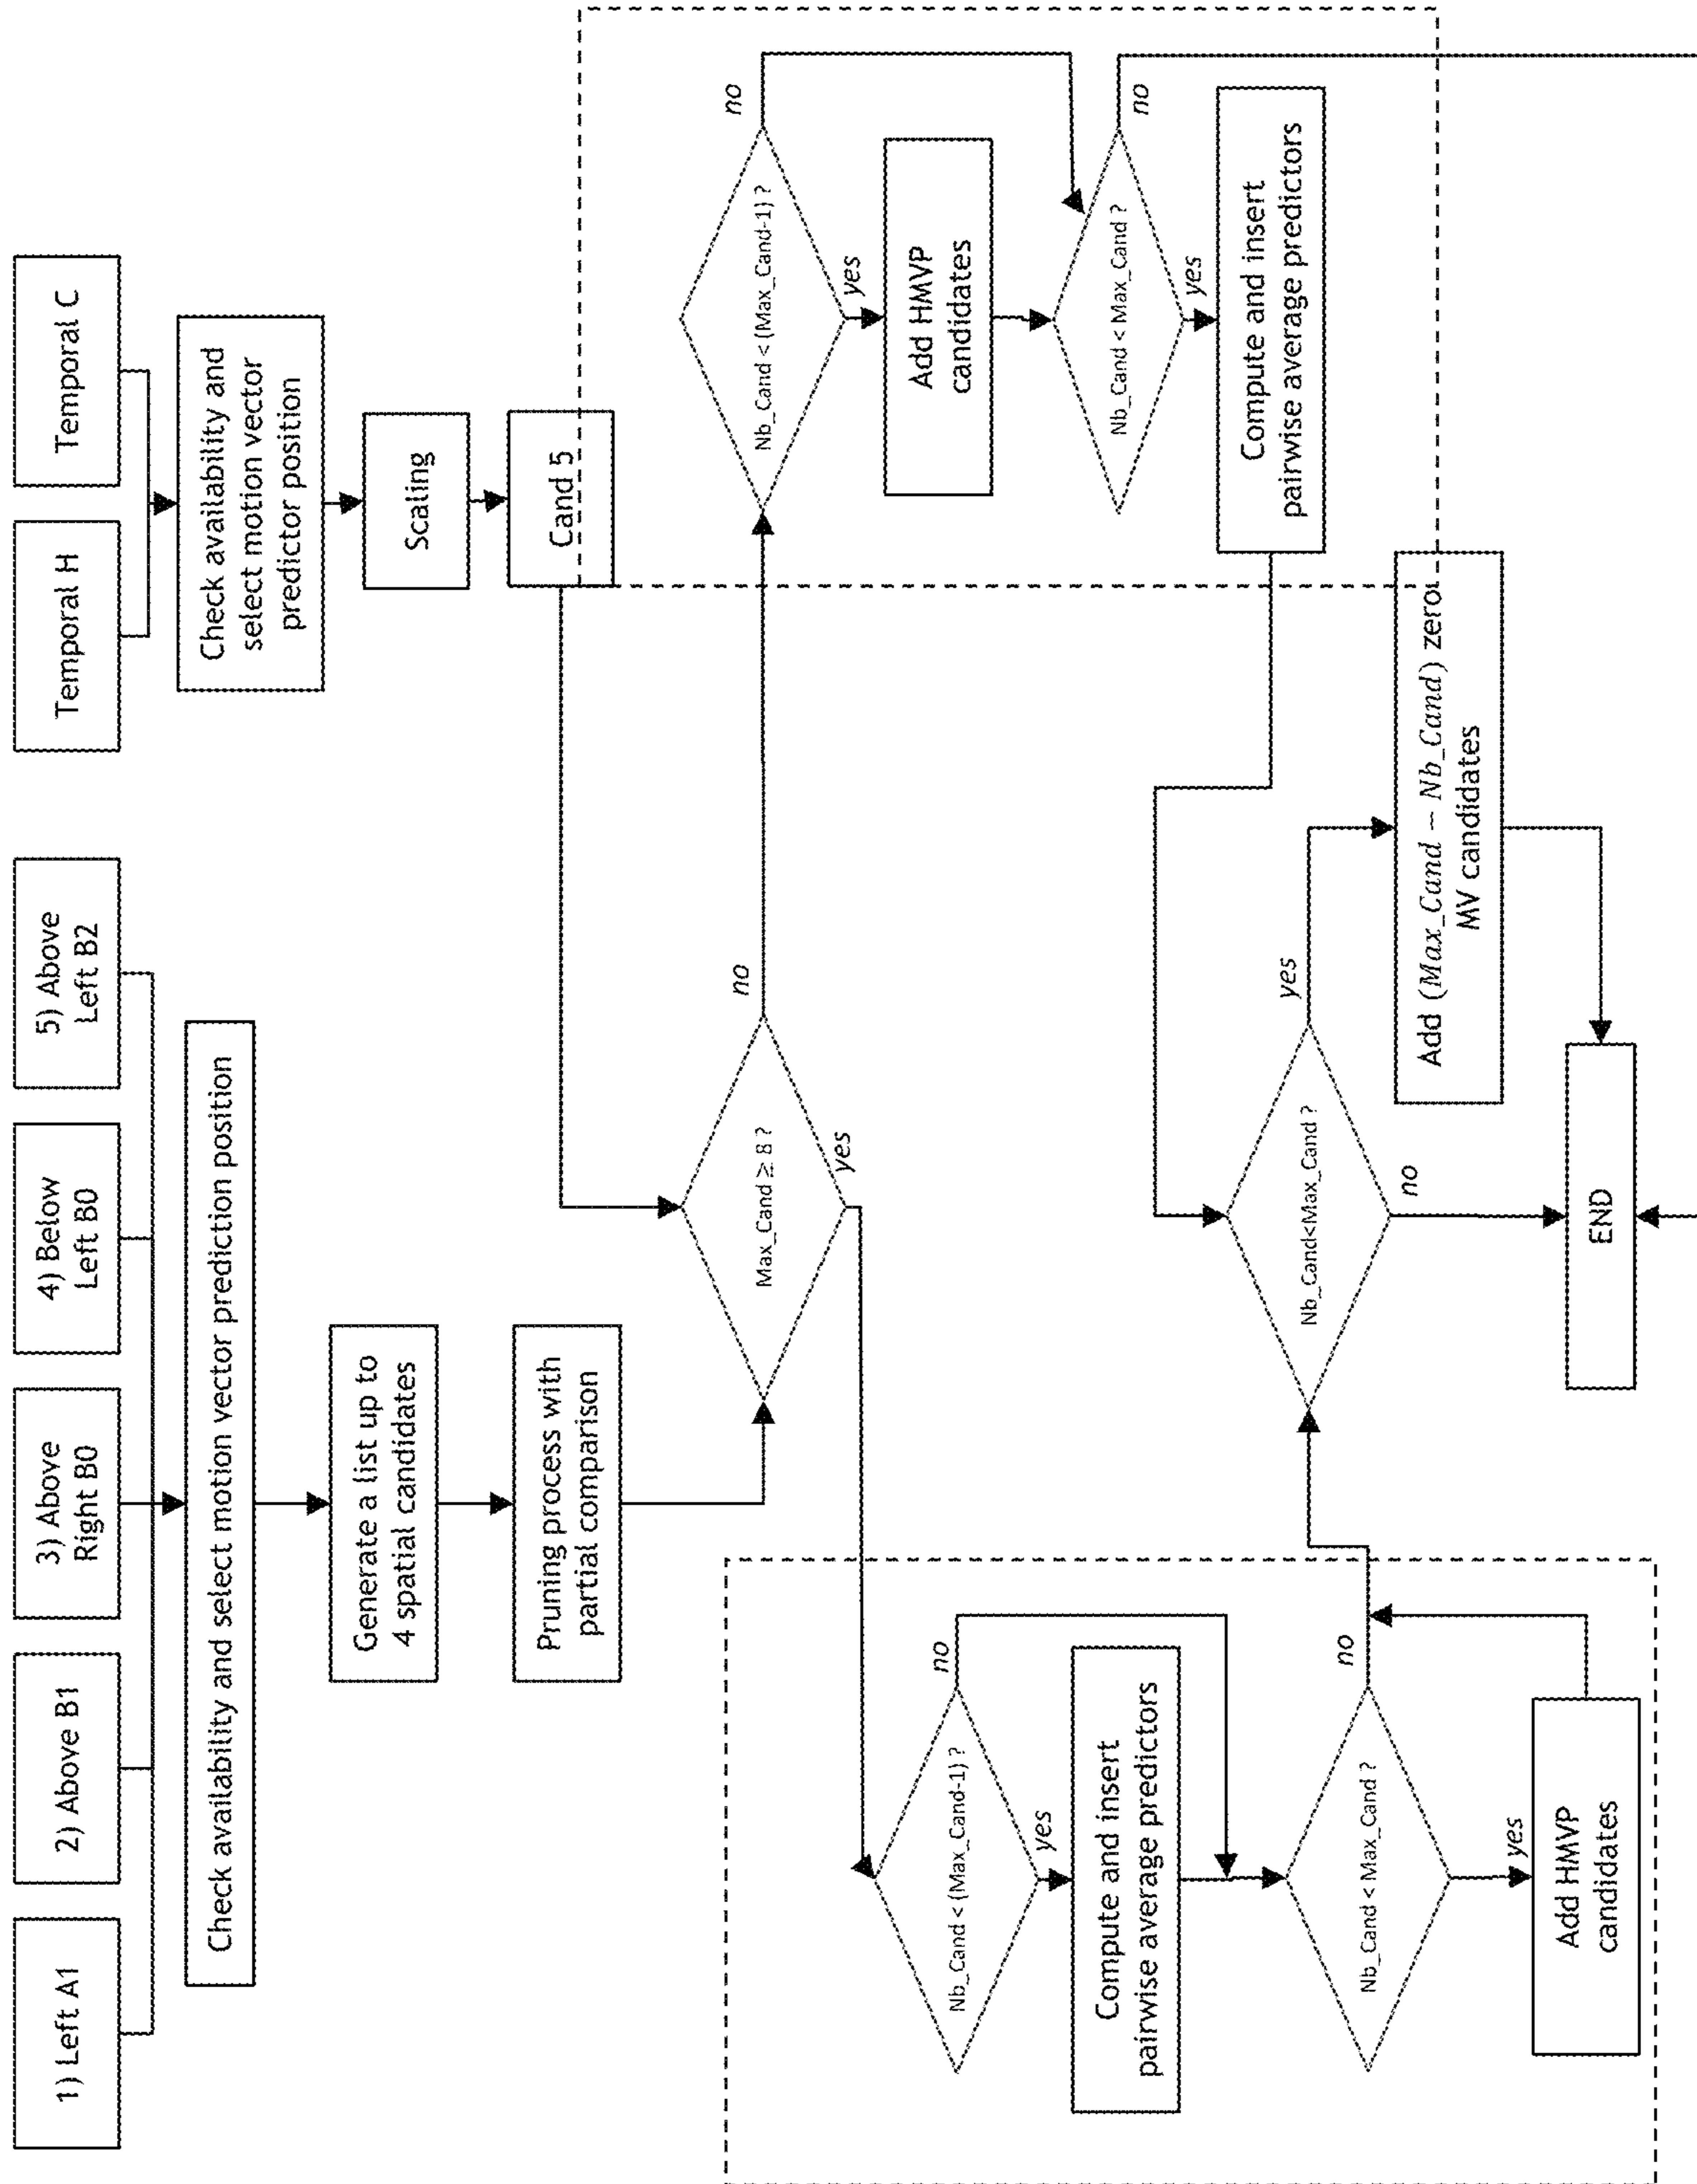 1) Left A1
2) Above B1
3) Above
Right B0
4) Below
Left B0
5) Above
Left B2
Temporal H
Temporal C
Check availability and select motion vector prediction position
Check availability and
select motion vector
predictor position
Generate a list up to
4 spatial candidates
Scaling
Pruning process with
partial comparison
Cand 5
Max_Cand ≥ 8 ?
no
yes
Nb_Cand < (Max_Cand-1) ?
no
yes
Add HMVP
candidates
Nb_Cand < Max_Cand ?
no
yes
Compute and insert
pairwise average predictors
Nb_Cand < (Max_Cand-1) ?
no
yes
Compute and insert
pairwise average predictors
Nb_Cand < Max_Cand ?
no
yes
Add HMVP
candidates
Nb_Cand<Max_Cand ?
yes
no
Add (Max_Cand − Nb_Cand) zero
MV candidates
END